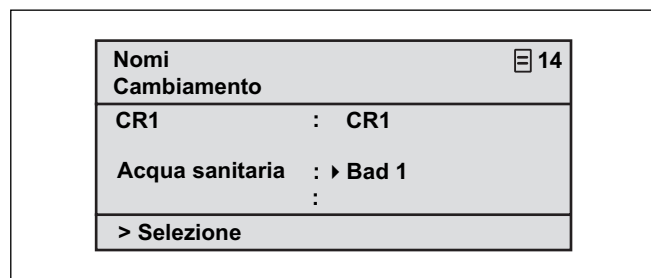 Nomi 14
Cambiamento
CR1 : CR1
Acqua sanitaria : Bad 1
:
> Selezione